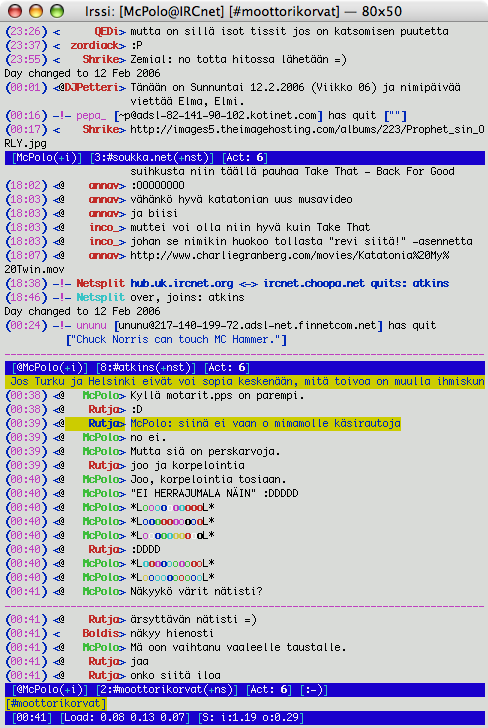 Irssi: [McPolo@IRCnet] [#moottorikorvat] — 80x50
(23:26) <     QEDi> mutta on sillä isot tissit jos on katsomisen puutetta
(23:37) < zordiack> :P
(23:55) <   Shrike> Zemial: no totta hitossa lähetään =)
Day changed to 12 Feb 2006
(00:01) <@DJPetteri> Tänään on Sunnuntai 12.2.2006 (Viikko 06) ja nimipäivää
viettää Elma, Elmi.
(00:16) -!- pepa_ [~p@adsl-82-141-90-102.kotinet.com] has quit [""]
(00:17) <   Shrike> http://images5.theimagehosting.com/albums/223/Prophet_sin_O
RLY.jpg
[McPolo(+i)] [3:#soukka.net(+nst)] [Act: 6]
suihkusta niin täällä pauhaa Take That - Back For Good
(18:02) <@   annav> :OOOOOOOO
(18:03) <@   annav> vähänkö hyvä katatonian uus musavideo
(18:03) <@   annav> ja biisi
(18:03) <@   inco_> muttei voi olla niin hyvä kuin Take That
(18:04) <@   inco_> johan se nimikin huokoo tollasta "revi siitä!" -asennetta
(18:07) <@   annav> http://www.charliegranberg.com/movies/Katatonia%20My%
20Twin.mov
(18:38) -!- Netsplit hub.uk.ircnet.org <-> ircnet.choopa.net quits: atkins
(18:46) -!- Netsplit over, joins: atkins
Day changed to 12 Feb 2006
(00:24) -!- ununu [ununu@217-140-199-72.adsl-net.finnetcom.net] has quit
["Chuck Norris can touch MC Hammer."]
[@McPolo(+i)] [8:#atkins(+nst)] [Act: 6]
Jos Turku ja Helsinki eivät voi sopia keskenään, mitä toivoa on muulla ihmiskun
(00:38) <@  McPolo> Kyllä motarit.pps on parempi.
(00:38) <@   Rutja> :D
(00:39) <@   Rutja> McPolo: siinä ei vaan o mimamolle käsirautoja
(00:39) <@  McPolo> no ei.
(00:39) <@  McPolo> Mutta siä on perskarvoja.
(00:39) <@   Rutja> joo ja korpelointia
(00:40) <@  McPolo> Joo, korpelointia tosiaan.
(00:40) <@  McPolo> "EI HERRAJUMALA NÄIN" :DDDDD
(00:40) <@  McPolo> *LooooooooooL*
(00:40) <@  McPolo> *LooooooooooL*
(00:40) <@  McPolo> *LooooooooooL*
(00:40) <@   Rutja> :DDDD
(00:40) <@  McPolo> *LooooooooooL*
(00:40) <@  McPolo> *LooooooooooL*
(00:41) <@  McPolo> Näkyykö värit nätisti?
(00:41) <@   Rutja> ärsyttävän nätisti =)
(00:41) <   Boldis> näkyy hienosti
(00:41) <@  McPolo> Mä oon vaihtanu vaaleelle taustalle.
(00:41) <@   Rutja> jaa
(00:41) <@   Rutja> onko siitä iloa
[@McPolo(+i)] [2:#moottorikorvat(+ns)] [Act: 6] [:-)]
[#moottorikorvat]
[00:41] [Load: 0.08 0.13 0.07] [S: i:1.19 o:0.29]